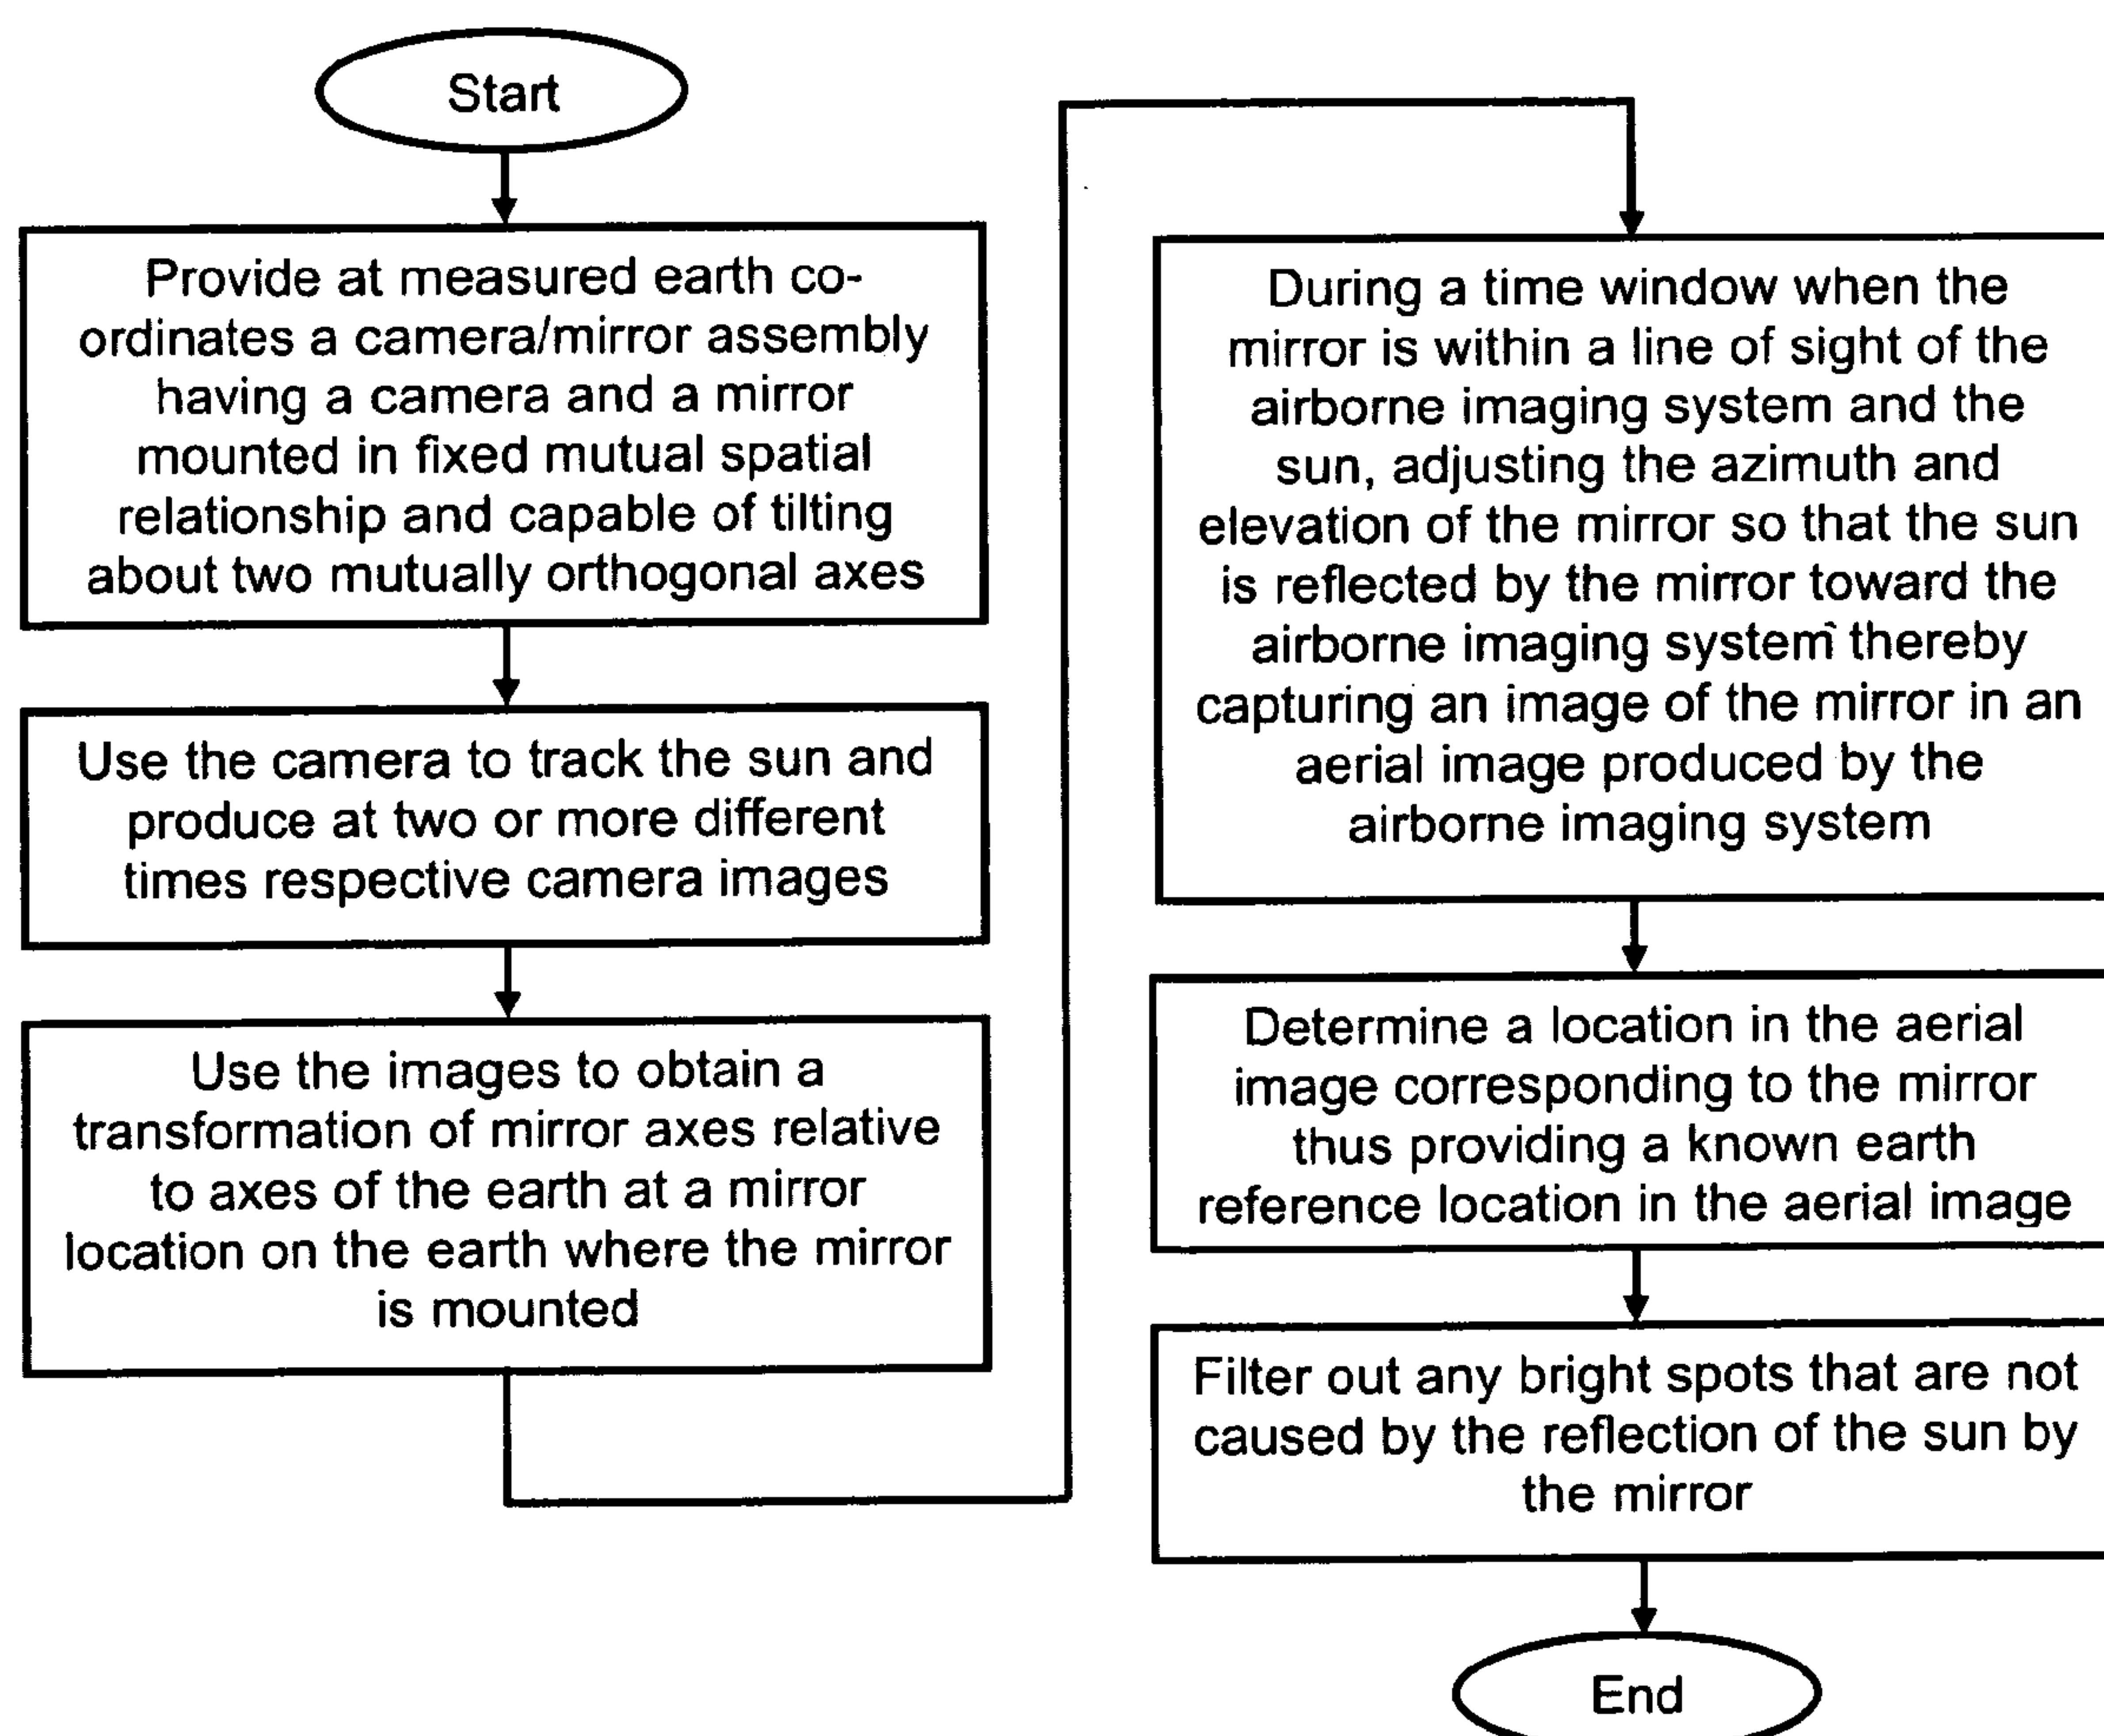 Start
Provide at measured earth co-
ordinates a camera/mirror assembly
having a camera and a mirror
mounted in fixed mutual spatial
relationship and capable of tilting
about two mutually orthogonal axes
Use the camera to track the sun and
produce at two or more different
times respective camera images
Use the images to obtain a
transformation of mirror axes relative
to axes of the earth at a mirror
location on the earth where the mirror
is mounted
During a time window when the
mirror is within a line of sight of the
airborne imaging system and the
sun, adjusting the azimuth and
elevation of the mirror so that the sun
is reflected by the mirror toward the
airborne imaging system thereby
capturing an image of the mirror in an
aerial image produced by the
airborne imaging system
Determine a location in the aerial
image corresponding to the mirror
thus providing a known earth
reference location in the aerial image
Filter out any bright spots that are not
caused by the reflection of the sun by
the mirror
End